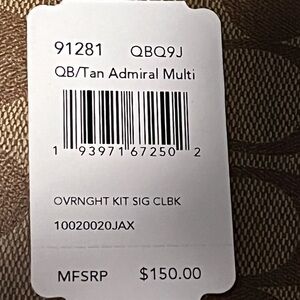 91281 QBQ9J
QB/Tan Admiral Multi
1 93971 67250 2
OVRNGHT KIT SIG CLBK
10020020JAX
MFSRP $150.00